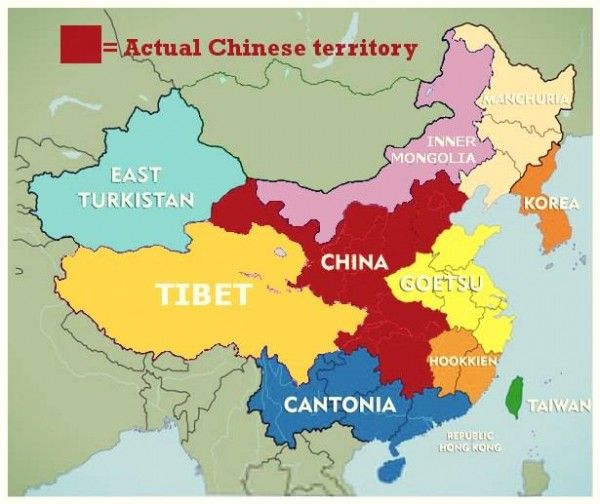 = Actual Chinese territory
MANCHURIA
INNER
MONGOLIA
EAST
TURKISTAN
KOREA
CHINA
GOETSU
TIBET
HOOKKIEN
CANTONIA
TAIWAN
REPUBLIC
HONG KONG